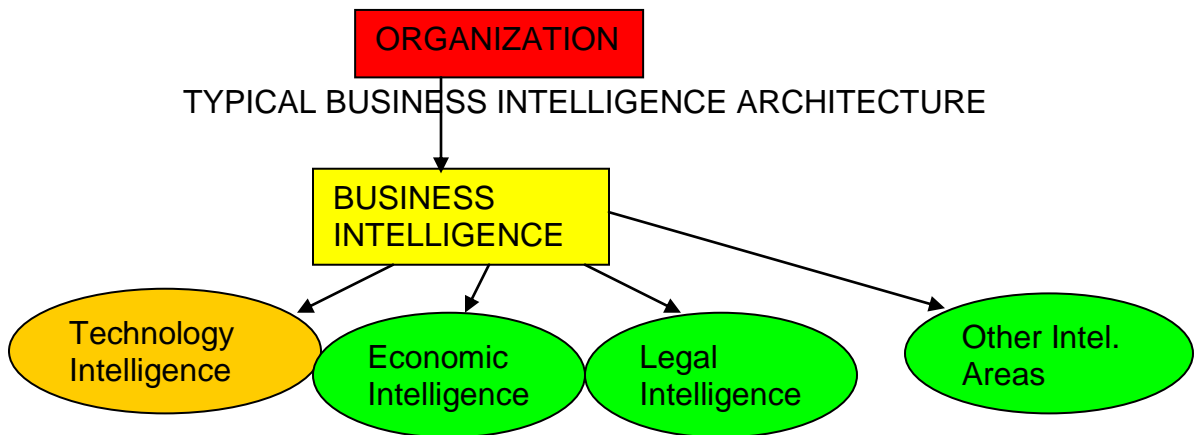 ORGANIZATION
TYPICAL BUSINESS INTELLIGENCE ARCHITECTURE
BUSINESS
INTELLIGENCE
Technology
Intelligence
Economic
Intelligence
Legal
Intelligence
Other Intel.
Areas